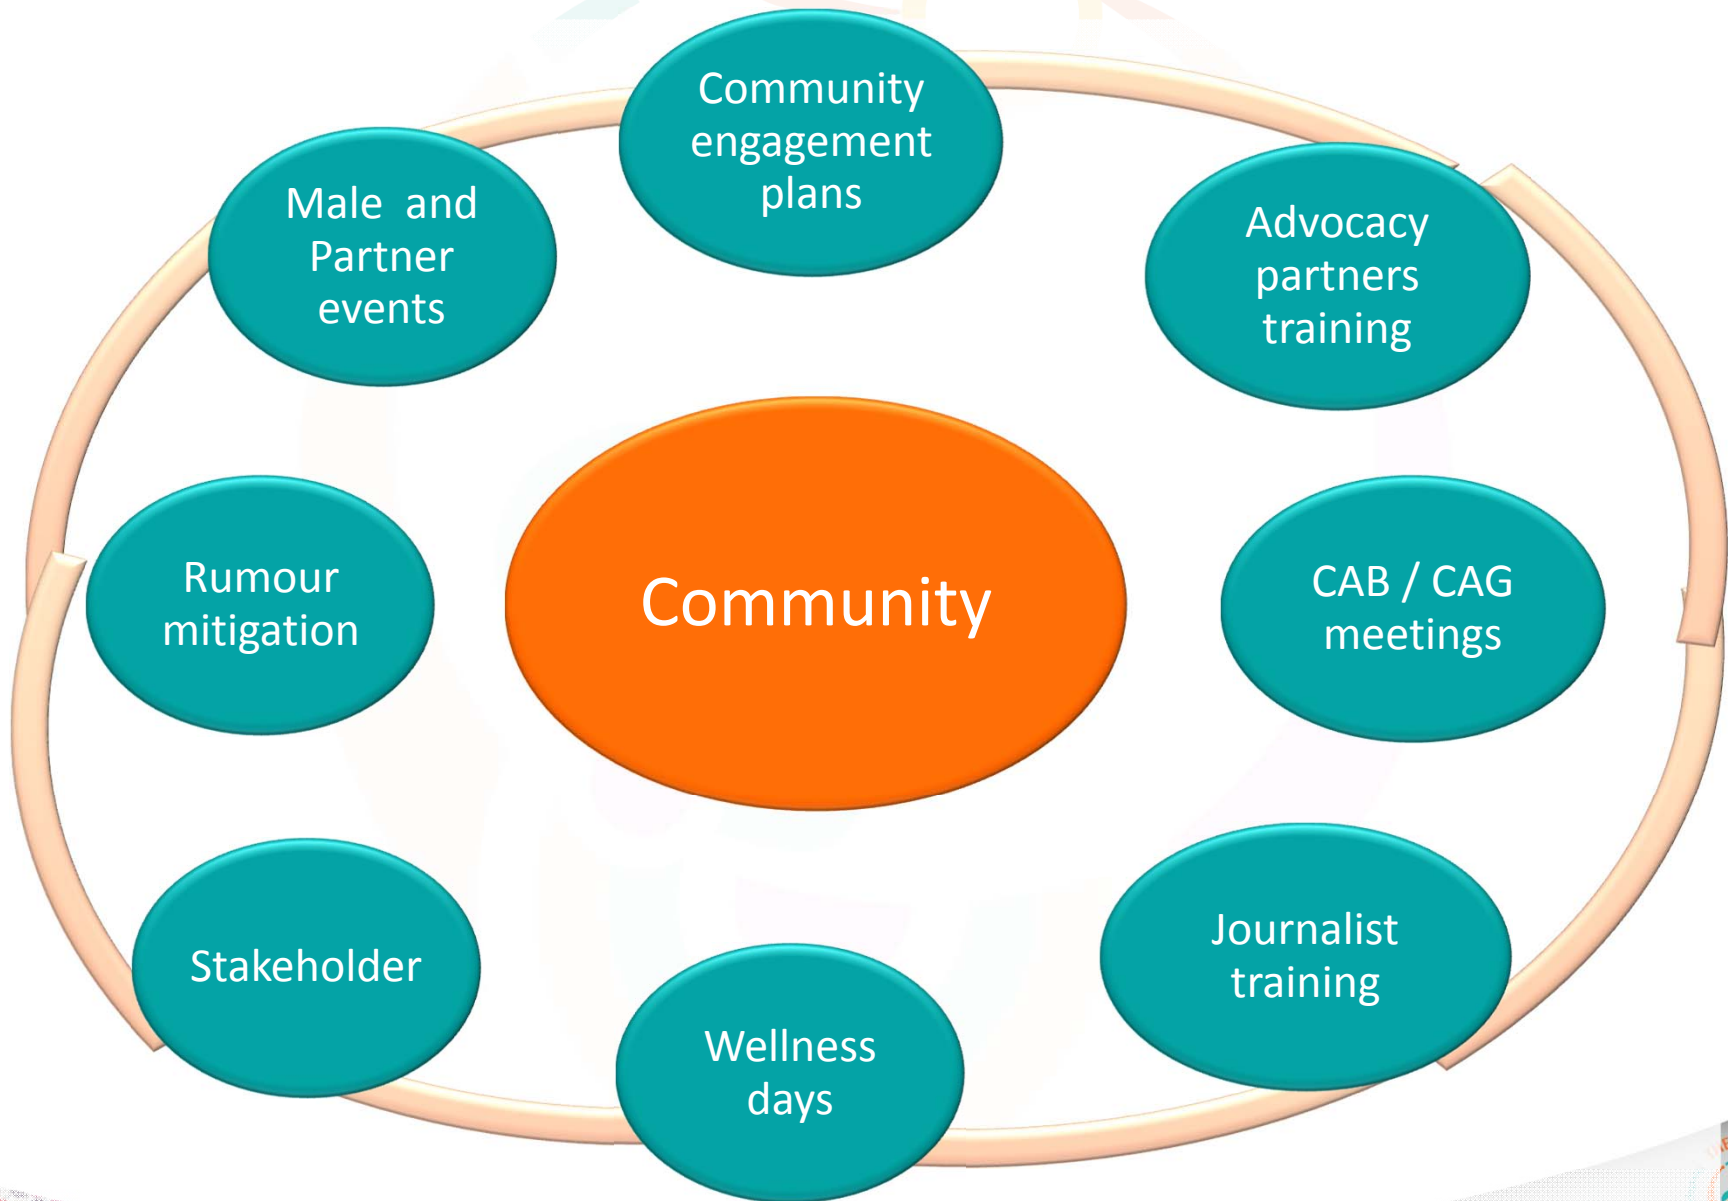 Community
engagement
plans
Male and
Partner
events
Advocacy
partners
training
Rumour
mitigation
Community
CAB / CAG
meetings
Stakeholder
Journalist
training
Wellness
days